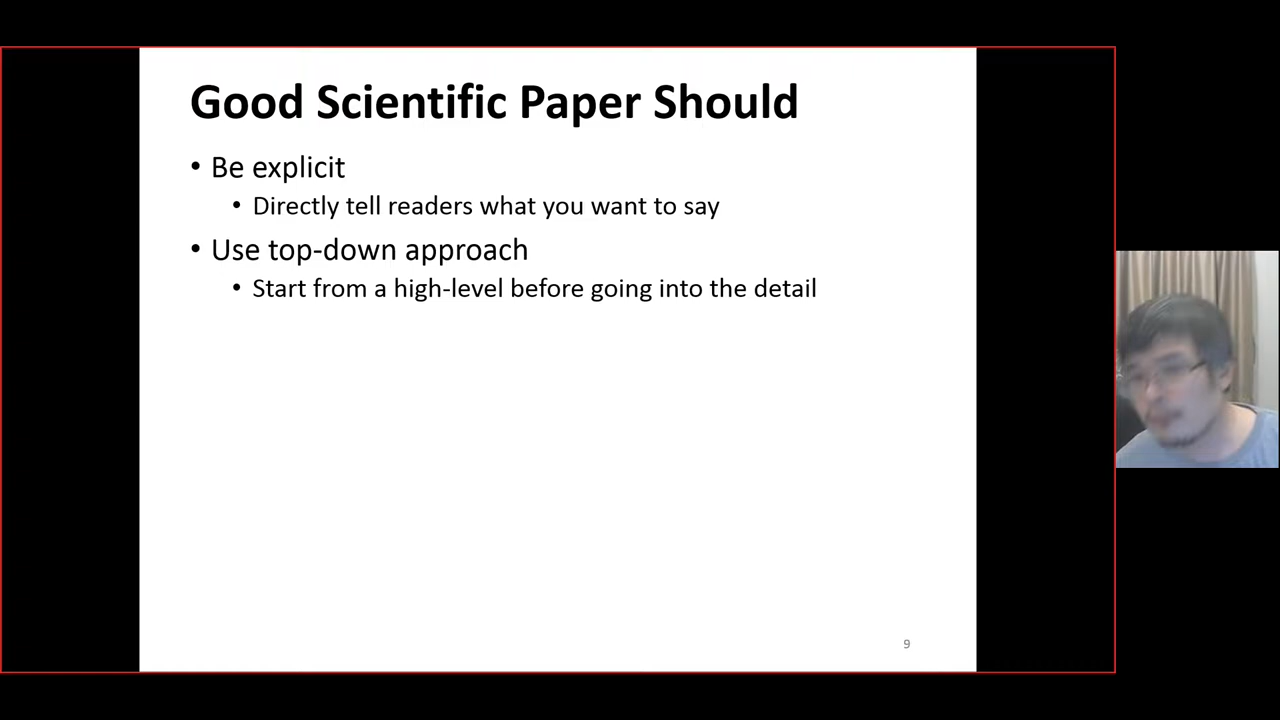 Good Scientific Paper Should
• Be explicit
• Directly tell readers what you want to say
• Use top-down approach
• Start from a high-level before going into the detail
9